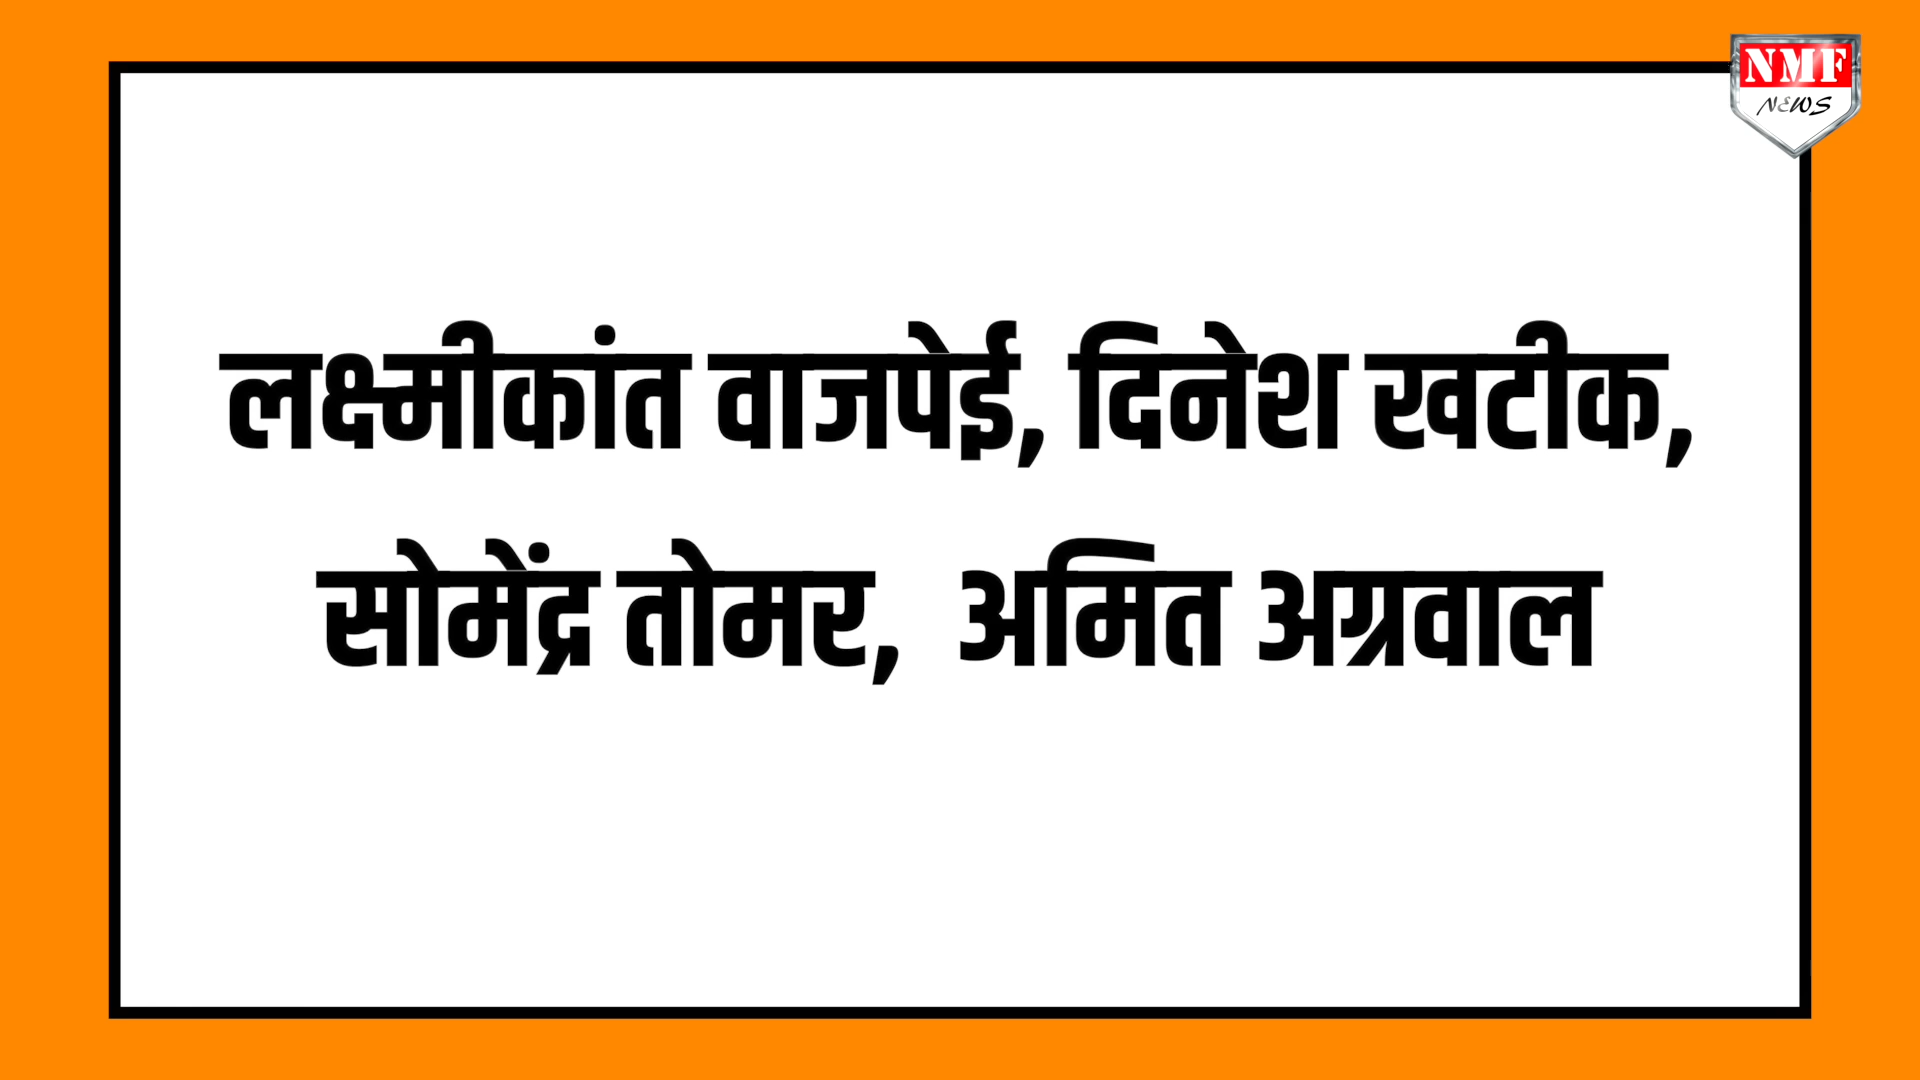 NMF
NEWS
लक्ष्मीकांत वाजपेई, दिनेश खटीक,
सोमेंद्र तोमर, अमित अग्रवाल